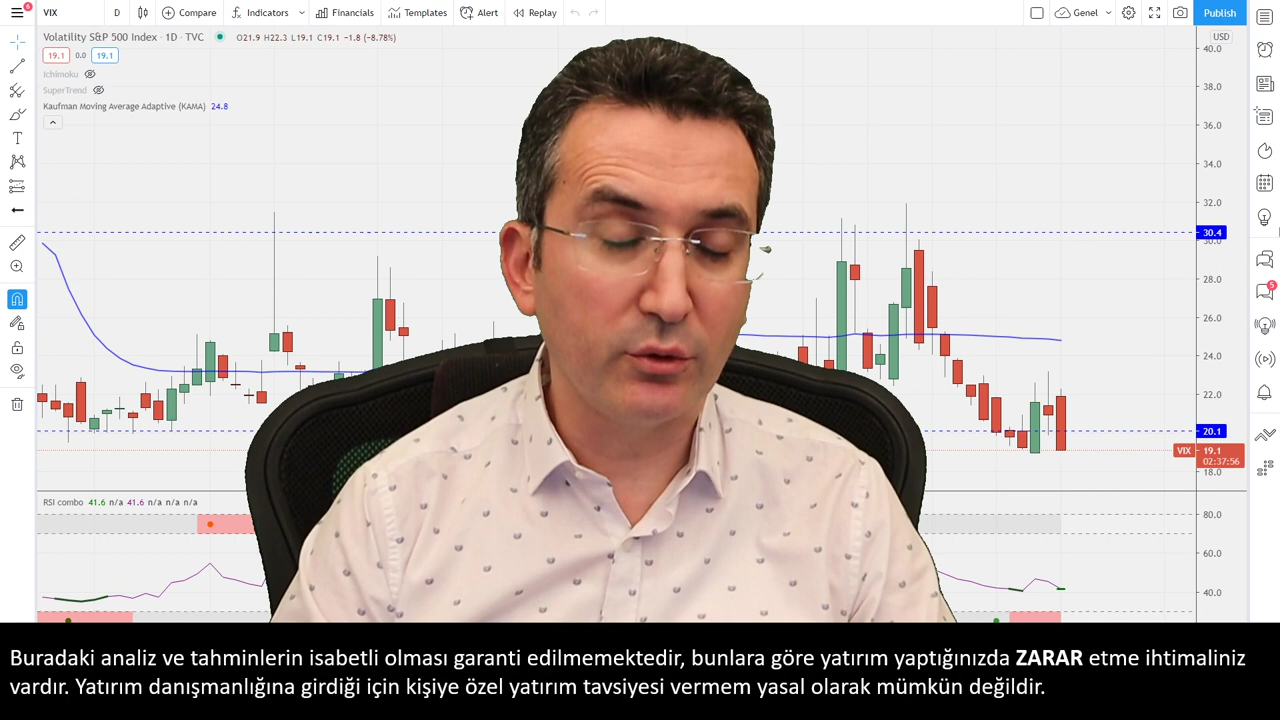 6
VIX
D
Compare
Indicators
Financials
Templates
Alert
Replay
Genel
Publish
Volatility S&P 500 Index · 1D · TVC
O21.9 H22.3 L19.1 C19.1 −1.8 (−8.78%)
USD
19.1 0.0 19.1
Ichimoku
SuperTrend
Kaufman Moving Average Adaptive (KAMA) 24.8
40.0
38.0
36.0
34.0
32.0
30.4
30.0
28.0
5
26.0
24.0
22.0
20.1
VIX 19.1
02:37:56
18.0
RSI combo 41.6 n/a 41.6 n/a n/a n/a
80.0
60.0
40.0
Buradaki analiz ve tahminlerin isabetli olması garanti edilmemektedir, bunlara göre yatırım yaptığınızda ZARAR etme ihtimaliniz
vardır. Yatırım danışmanlığına girdiği için kişiye özel yatırım tavsiyesi vermem yasal olarak mümkün değildir.